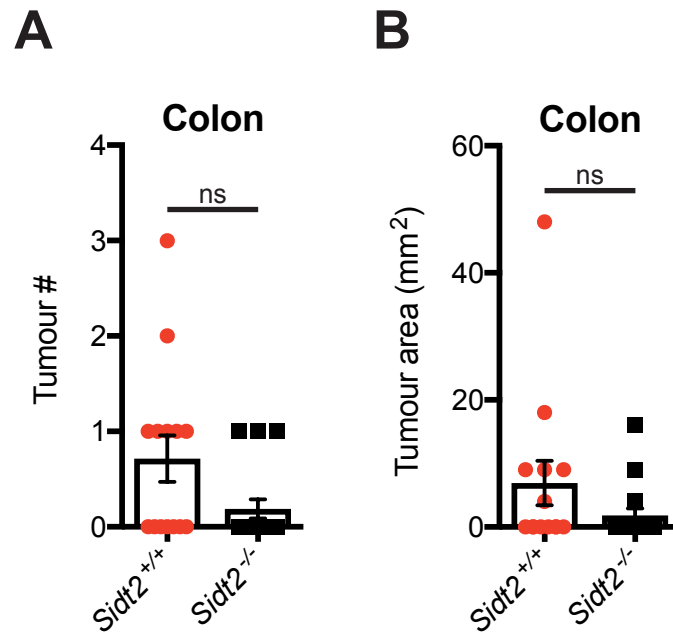 A
Colon
4
3
2
1
0
Tumour #
ns
Sidt2+/+
Sidt2-/-
B
Colon
60
40
20
0
Tumour area (mm2)
ns
Sidt2+/+
Sidt2-/-